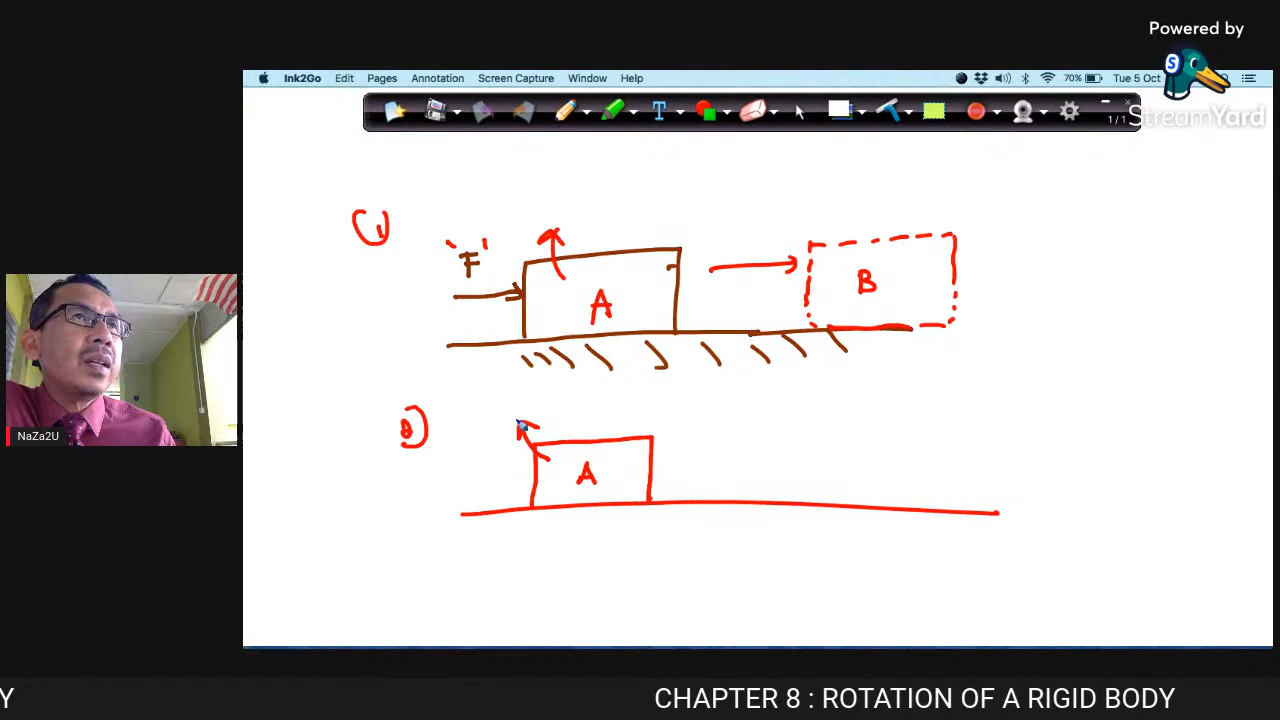 Powered by
S
StreamYard
Ink2Go Edit Pages Annotation Screen Capture Window Help 70% Tue 5 Oct
T
1/1
(1)
'F'
A
B
A
NaZa2U
Y CHAPTER 8 : ROTATION OF A RIGID BODY